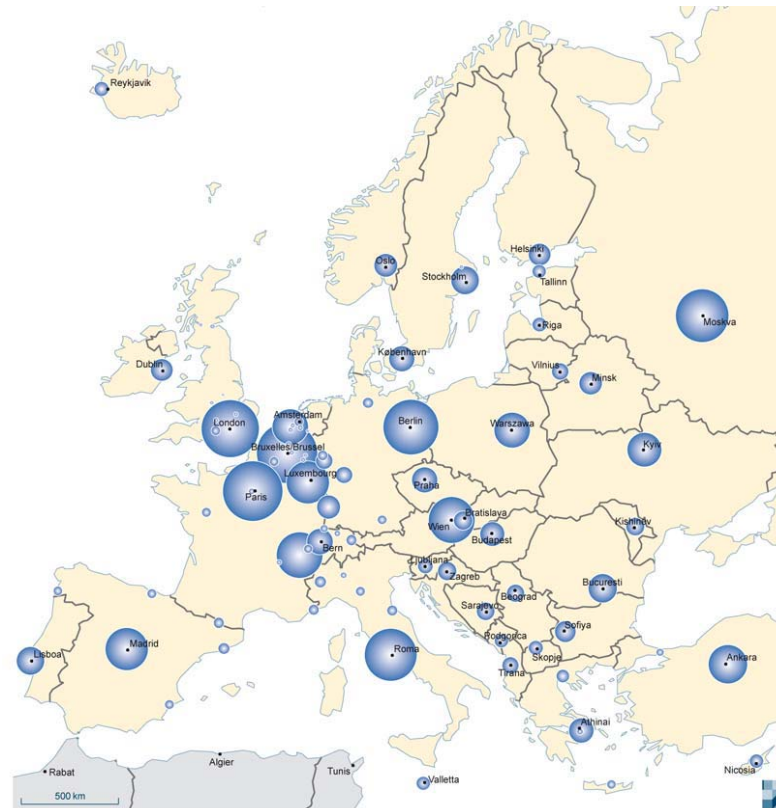 Reykjavik
Helsinki
Oslo
Stockholm
Tallinn
Moskva
Riga
København
Dublin
Vilnius
Minsk
London
Amsterdam
Berlin
Warszawa
Bruxelles/Brussel
Kyiv
Luxembourg
Praha
Paris
Bratislava
Wien
Kishinäv
Budapest
Bern
Ljubljana
Zagreb
Bucuresti
Beograd
Sarajevo
Sofiya
Podgorica
Madrid
Lisboa
Roma
Skopje
Ankara
Tirana
Athinai
Algier
Tunis
Nicosia
Rabat
Valletta
500 km